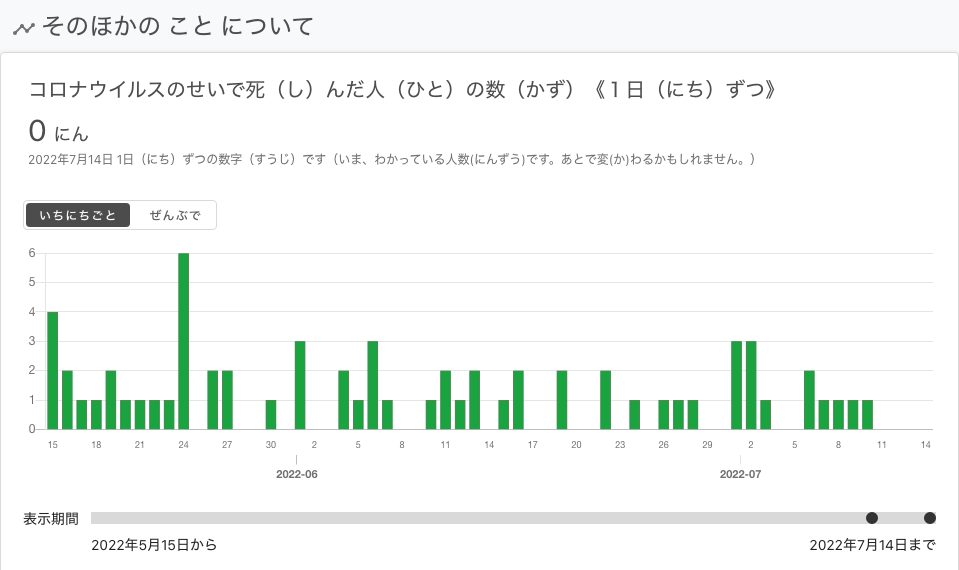 そのほかの こと について
コロナウイルスのせいで死（し）んだ人（ひと）の数（かず）《１日（にち）ずつ》
0 にん
2022年7月14日 1日（にち）ずつの数字（すうじ）です（いま、わかっている人数(にんずう)です。あとで変(か)わるかもしれません。）
いちにちごと ぜんぶで
6
5
4
3
2
1
0
15 18 21 24 27 30 2 5 8 11 14 17 20 23 26 29 2 5 8 11 14
2022-06 2022-07
表示期間
2022年5月15日から 2022年7月14日まで